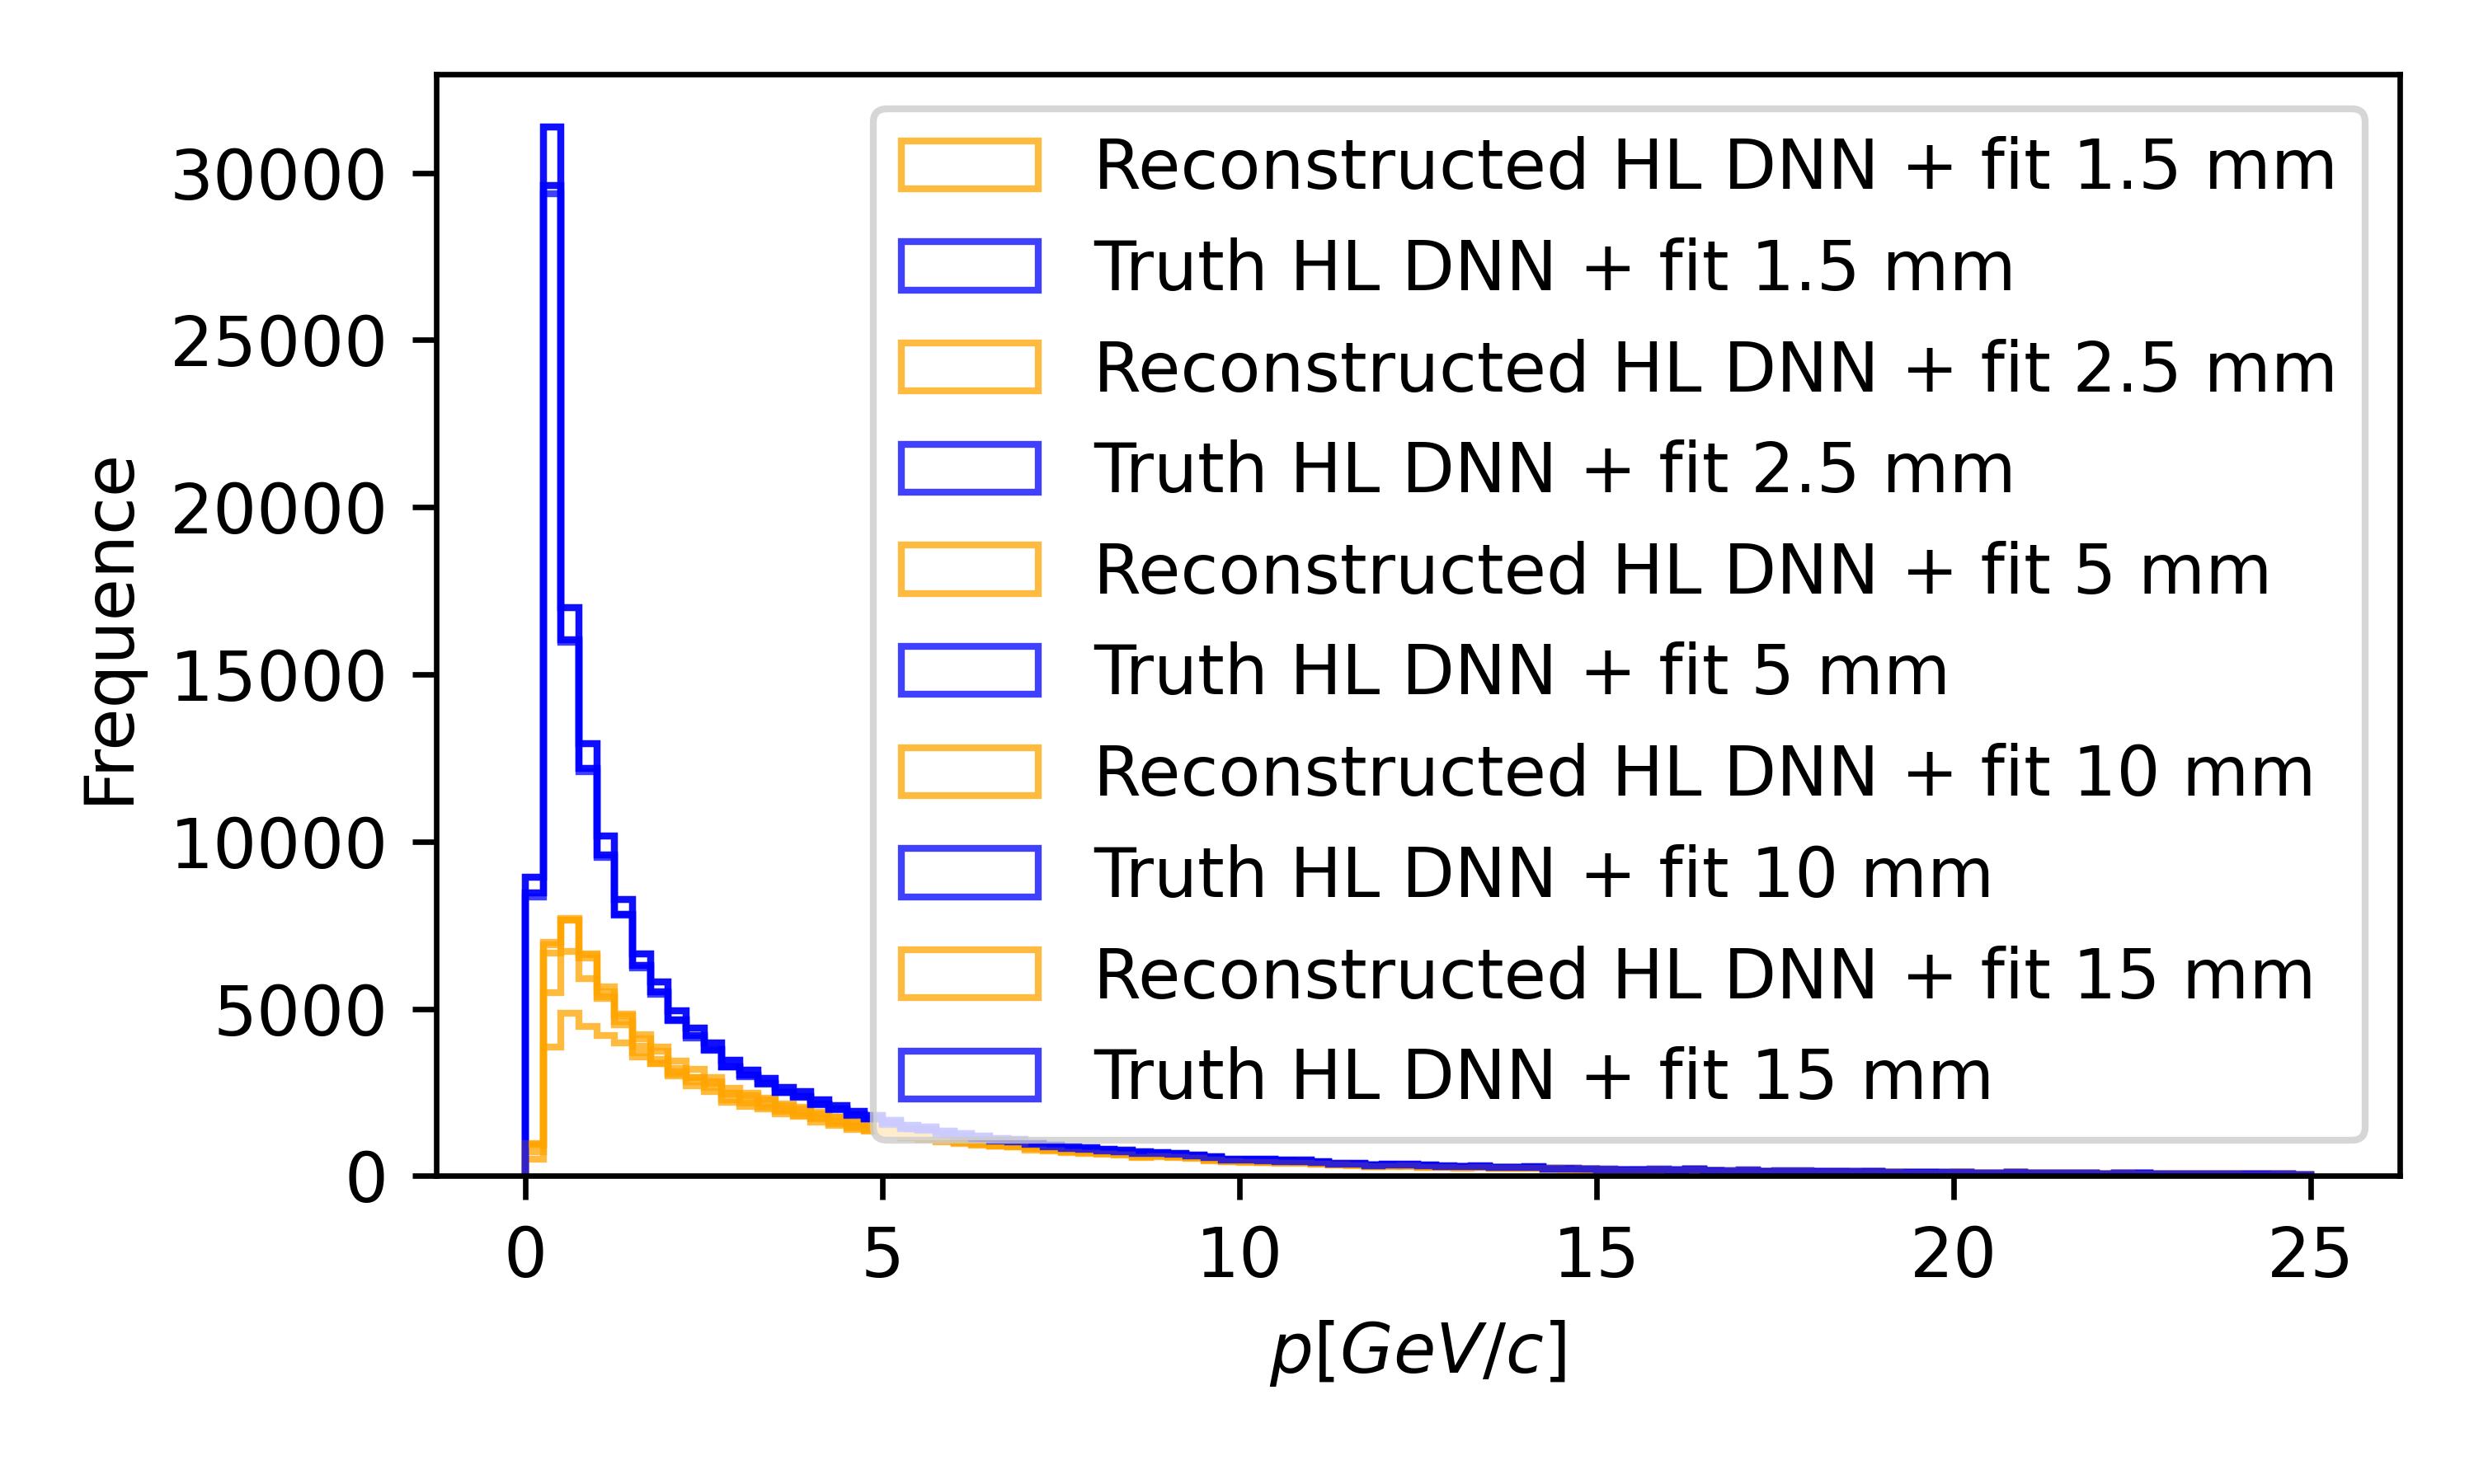 30000
25000
20000
15000
10000
5000
0
Frequence
Reconstructed HL DNN + fit 1.5 mm
Truth HL DNN + fit 1.5 mm
Reconstructed HL DNN + fit 2.5 mm
Truth HL DNN + fit 2.5 mm
Reconstructed HL DNN + fit 5 mm
Truth HL DNN + fit 5 mm
Reconstructed HL DNN + fit 10 mm
Truth HL DNN + fit 10 mm
Reconstructed HL DNN + fit 15 mm
Truth HL DNN + fit 15 mm
0 5 10 15 20 25
p[GeV/c]